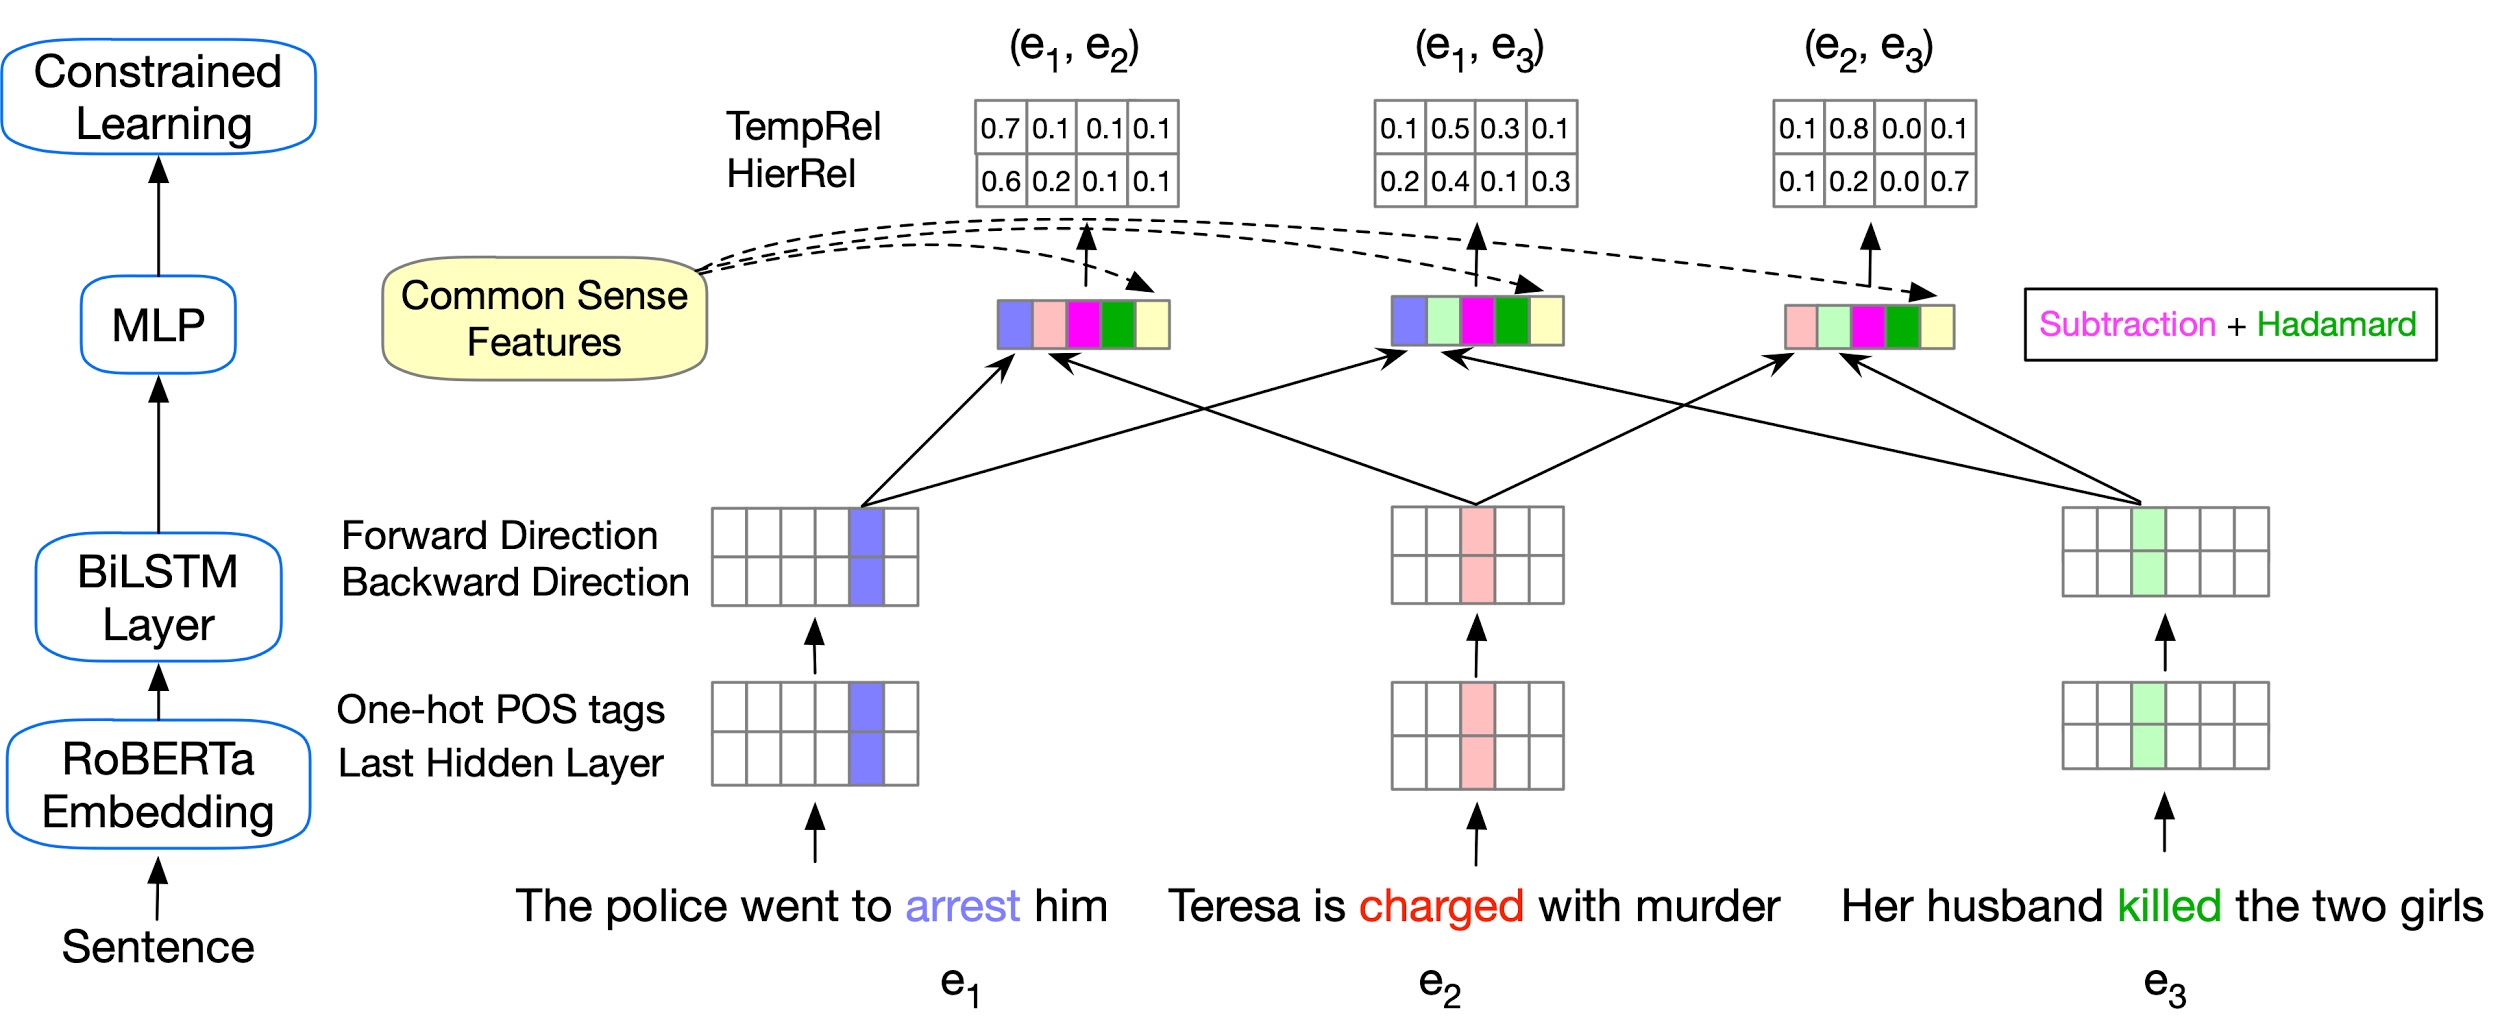 Constrained
Learning
MLP
BiLSTM
Layer
RoBERTa
Embedding
Sentence
(e1, e2)
(e1, e3)
(e2, e3)
TempRel
HierRel
0.7 0.1 0.1 0.1
0.6 0.2 0.1 0.1
0.1 0.5 0.3 0.1
0.2 0.4 0.1 0.3
0.1 0.8 0.0 0.1
0.1 0.2 0.0 0.7
Common Sense
Features
Subtraction + Hadamard
Forward Direction
Backward Direction
One-hot POS tags
Last Hidden Layer
The police went to arrest him
Teresa is charged with murder
Her husband killed the two girls
e1
e2
e3